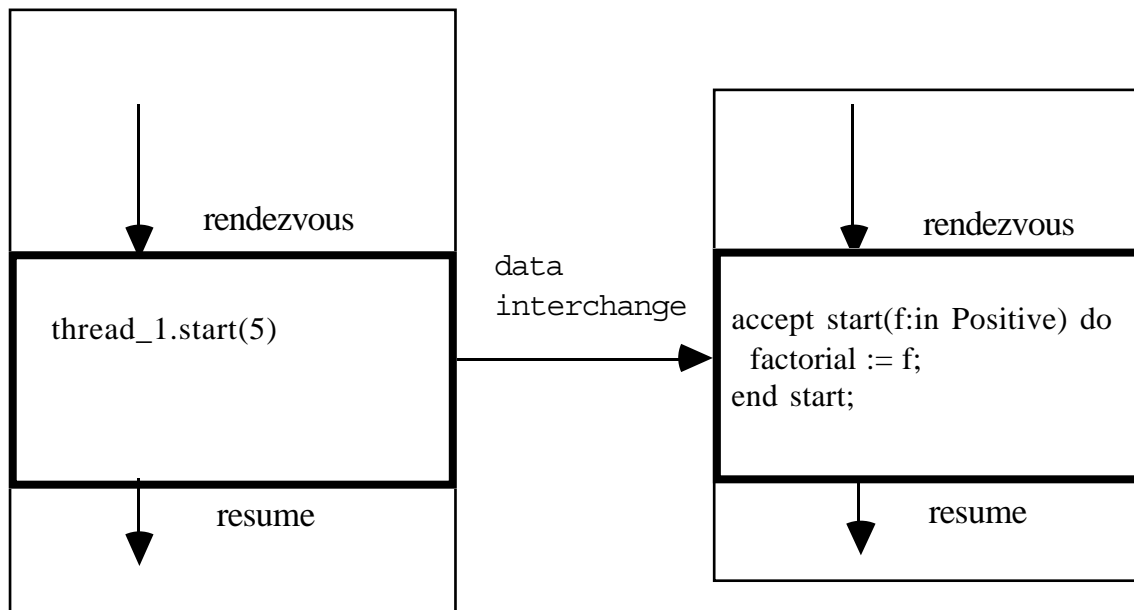 rendezvous
thread_1.start(5)
resume
data
interchange
rendezvous
accept start(f:in Positive) do
factorial := f;
end start;
resume